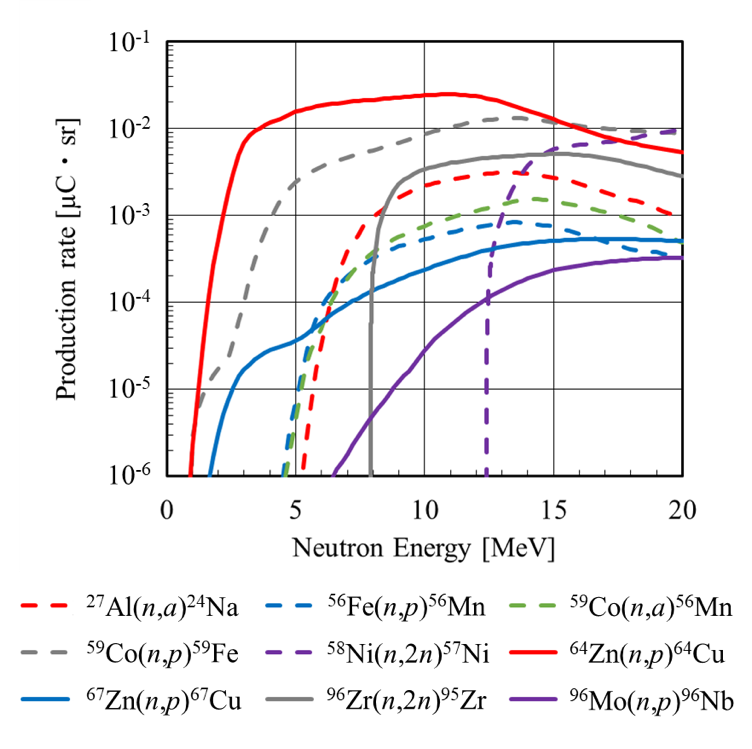 Production rate [μC・sr]
10⁻¹
10⁻²
10⁻³
10⁻⁴
10⁻⁵
10⁻⁶
0 5 10 15 20
Neutron Energy [MeV]
²⁷Al(n,a)²⁴Na ⁵⁶Fe(n,p)⁵⁶Mn ⁵⁹Co(n,a)⁵⁶Mn
⁵⁹Co(n,p)⁵⁹Fe ⁵⁸Ni(n,2n)⁵⁷Ni ⁶⁴Zn(n,p)⁶⁴Cu
⁶⁷Zn(n,p)⁶⁷Cu ⁹⁶Zr(n,2n)⁹⁵Zr ⁹⁶Mo(n,p)⁹⁶Nb